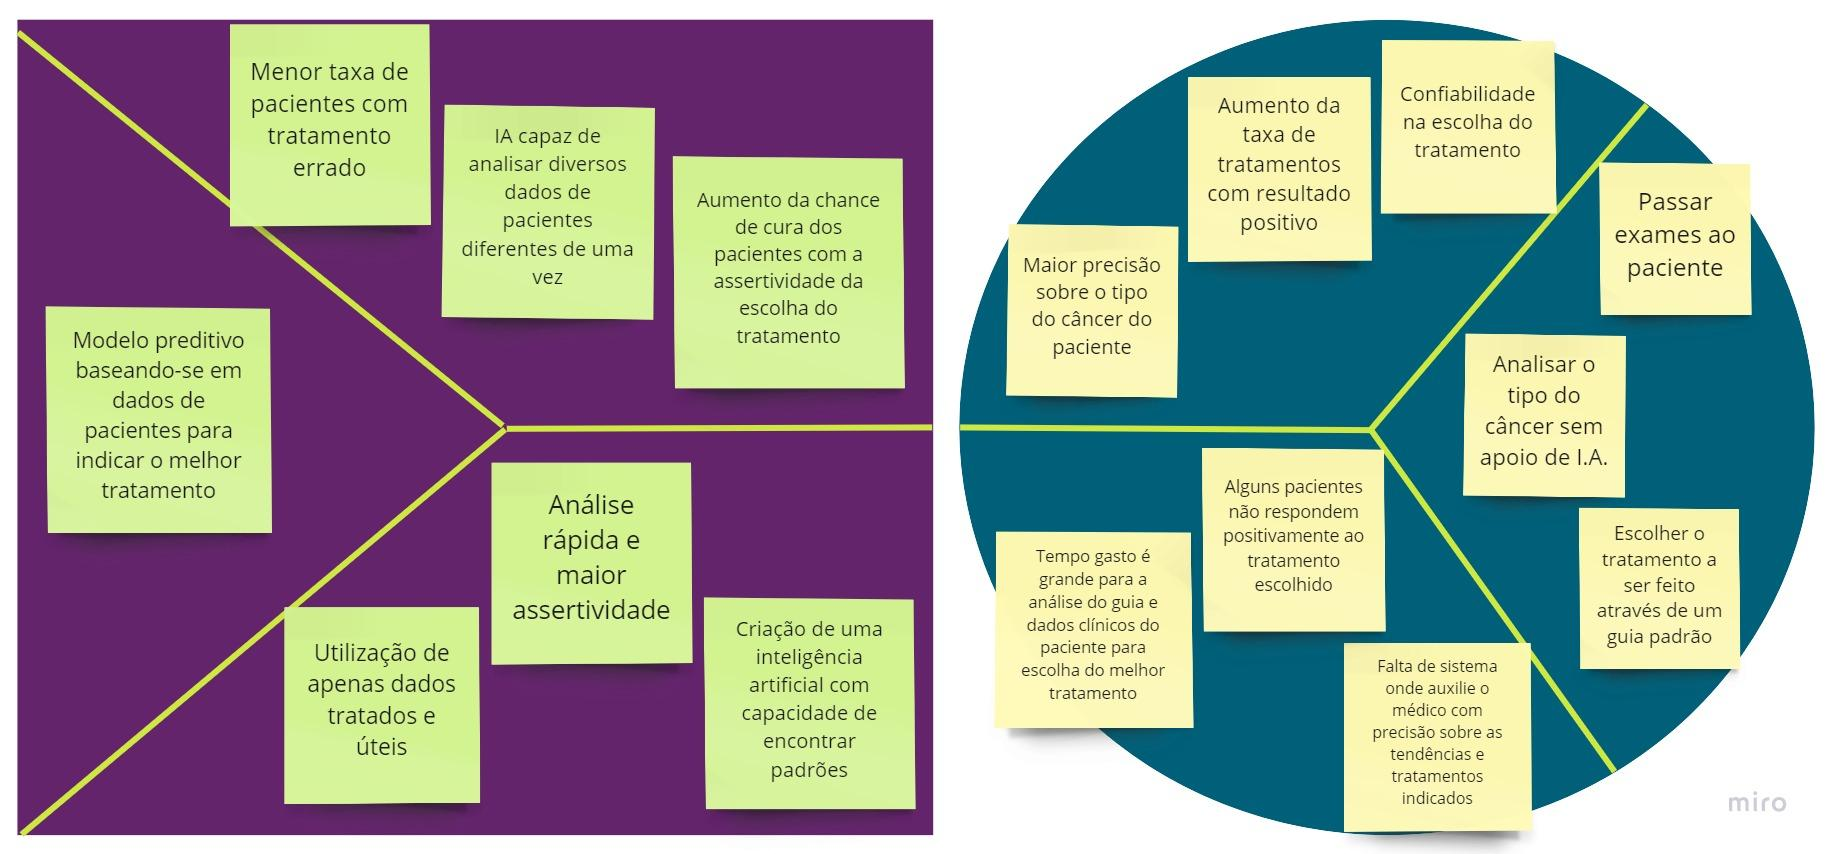 Menor taxa de
pacientes com
tratamento
errado
IA capaz de
analisar diversos
dados de
pacientes
diferentes de uma
vez
Aumento da chance
de cura dos
pacientes com a
assertividade da
escolha do
tratamento
Modelo preditivo
baseando-se em
dados de
pacientes para
indicar o melhor
tratamento
Análise
rápida e
maior
assertividade
Utilização de
apenas dados
tratados e
úteis
Criação de uma
inteligência
artificial com
capacidade de
encontrar
padrões
Maior precisão
sobre o tipo
do câncer do
paciente
Aumento da
taxa de
tratamentos
com resultado
positivo
Confiabilidade
na escolha do
tratamento
Passar
exames ao
paciente
Analisar o
tipo do
câncer sem
apoio de I.A.
Escolher o
tratamento a
ser feito
através de um
guia padrão
Alguns pacientes
não respondem
positivamente ao
tratamento
escolhido
Tempo gasto é
grande para a
análise do guia e
dados clínicos do
paciente para
escolha do melhor
tratamento
Falta de sistema
onde auxilie o
médico com
precisão sobre as
tendências e
tratamentos
indicados
miro